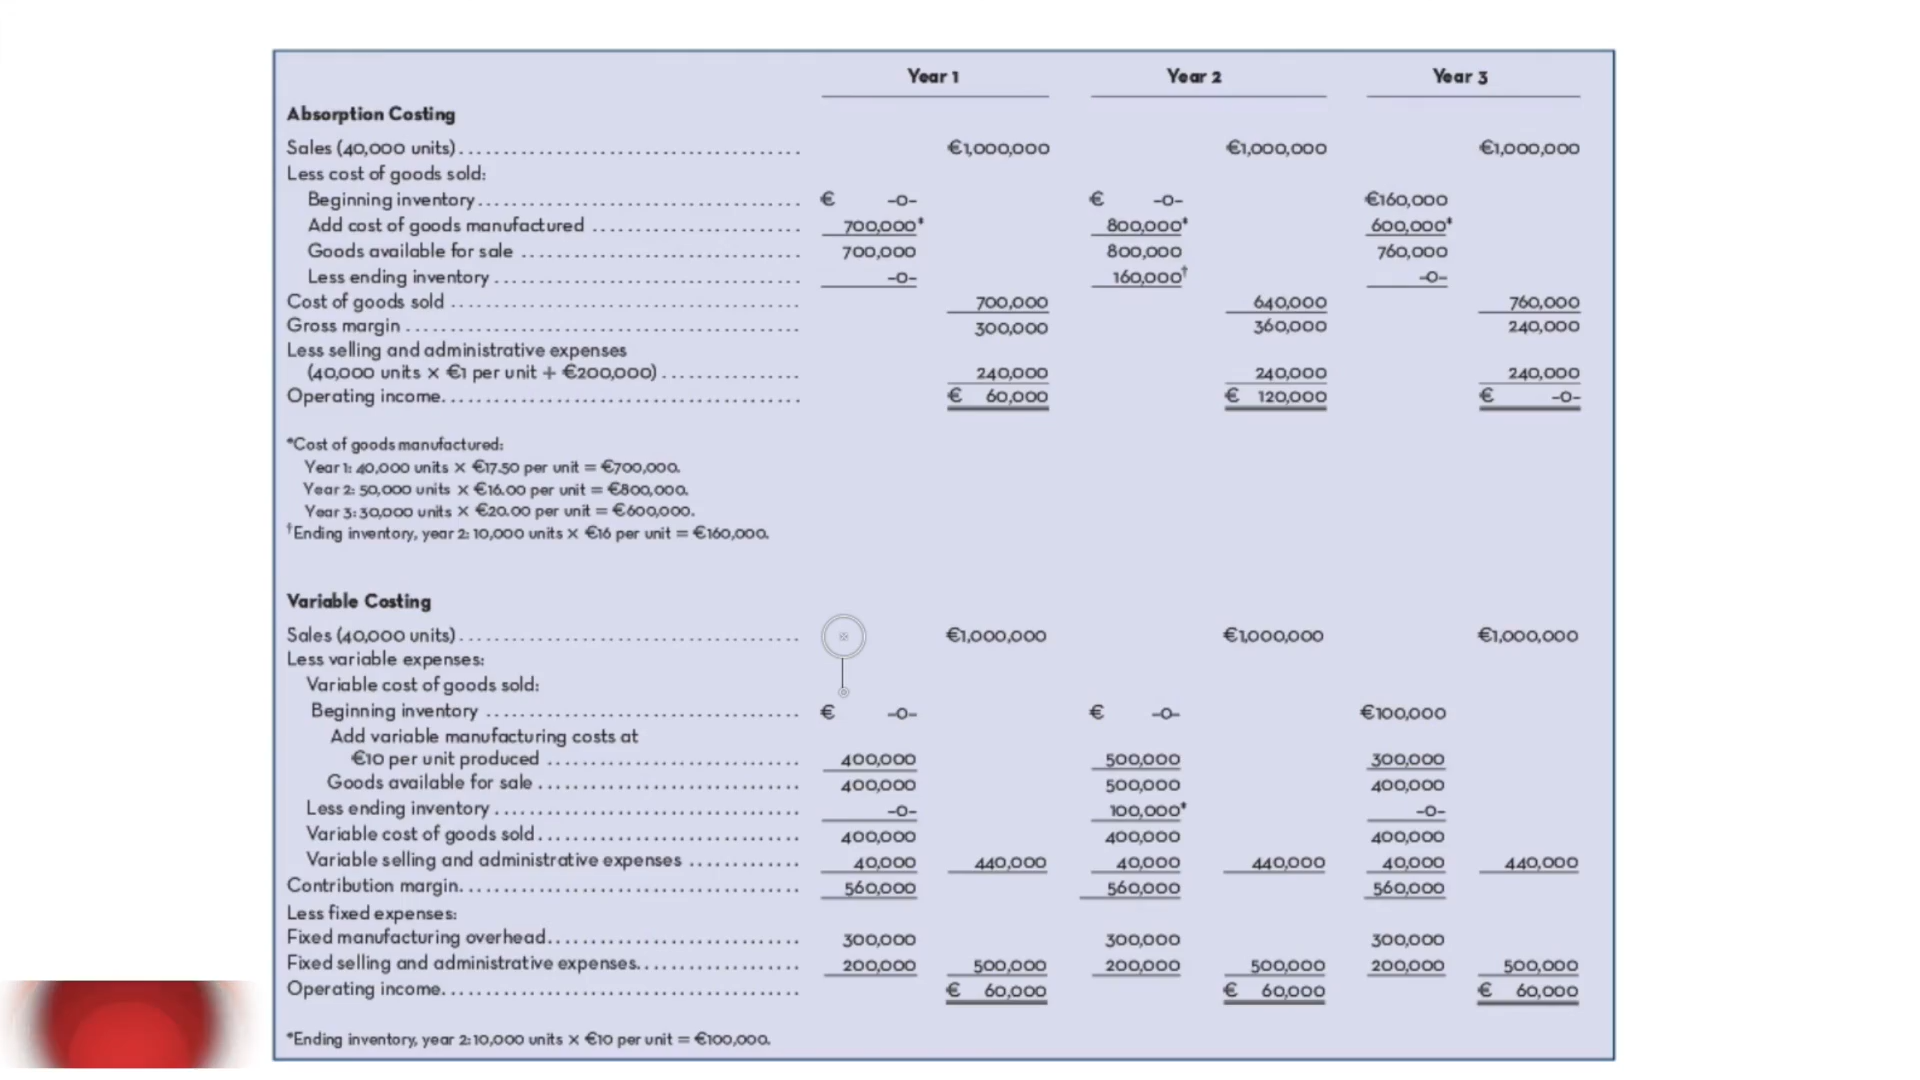 Year 1 Year 2 Year 3
Absorption Costing
Sales (40,000 units) €1,000,000 €1,000,000 €1,000,000
Less cost of goods sold:
Beginning inventory € -0- € -0- €160,000
Add cost of goods manufactured 700,000* 800,000* 600,000*
Goods available for sale 700,000 800,000 760,000
Less ending inventory -0- 160,000† -0-
Cost of goods sold 700,000 640,000 760,000
Gross margin 300,000 360,000 240,000
Less selling and administrative expenses
(40,000 units × €1 per unit + €200,000) 240,000 240,000 240,000
Operating income € 60,000 € 120,000 € -0-
*Cost of goods manufactured:
Year 1: 40,000 units × €17.50 per unit = €700,000.
Year 2: 50,000 units × €16.00 per unit = €800,000.
Year 3: 30,000 units × €20.00 per unit = €600,000.
†Ending inventory, year 2: 10,000 units × €16 per unit = €160,000.
Variable Costing
Sales (40,000 units) €1,000,000 €1,000,000 €1,000,000
Less variable expenses:
Variable cost of goods sold:
Beginning inventory € -0- € -0- €100,000
Add variable manufacturing costs at
€10 per unit produced 400,000 500,000 300,000
Goods available for sale 400,000 500,000 400,000
Less ending inventory -0- 100,000* -0-
Variable cost of goods sold 400,000 400,000 400,000
Variable selling and administrative expenses 40,000 440,000 40,000 440,000 40,000 440,000
Contribution margin 560,000 560,000 560,000
Less fixed expenses:
Fixed manufacturing overhead 300,000 300,000 300,000
Fixed selling and administrative expenses 200,000 500,000 200,000 500,000 200,000 500,000
Operating income € 60,000 € 60,000 € 60,000
*Ending inventory, year 2: 10,000 units × €10 per unit = €100,000.